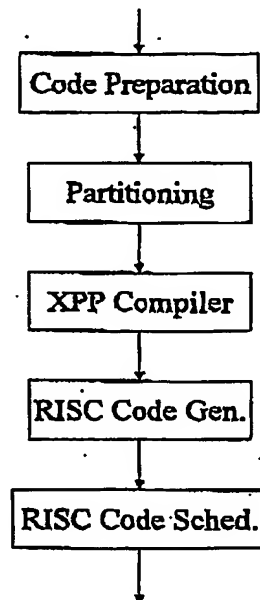 Code Preparation
Partitioning
XPP Compiler
RISC Code Gen.
RISC Code Sched.